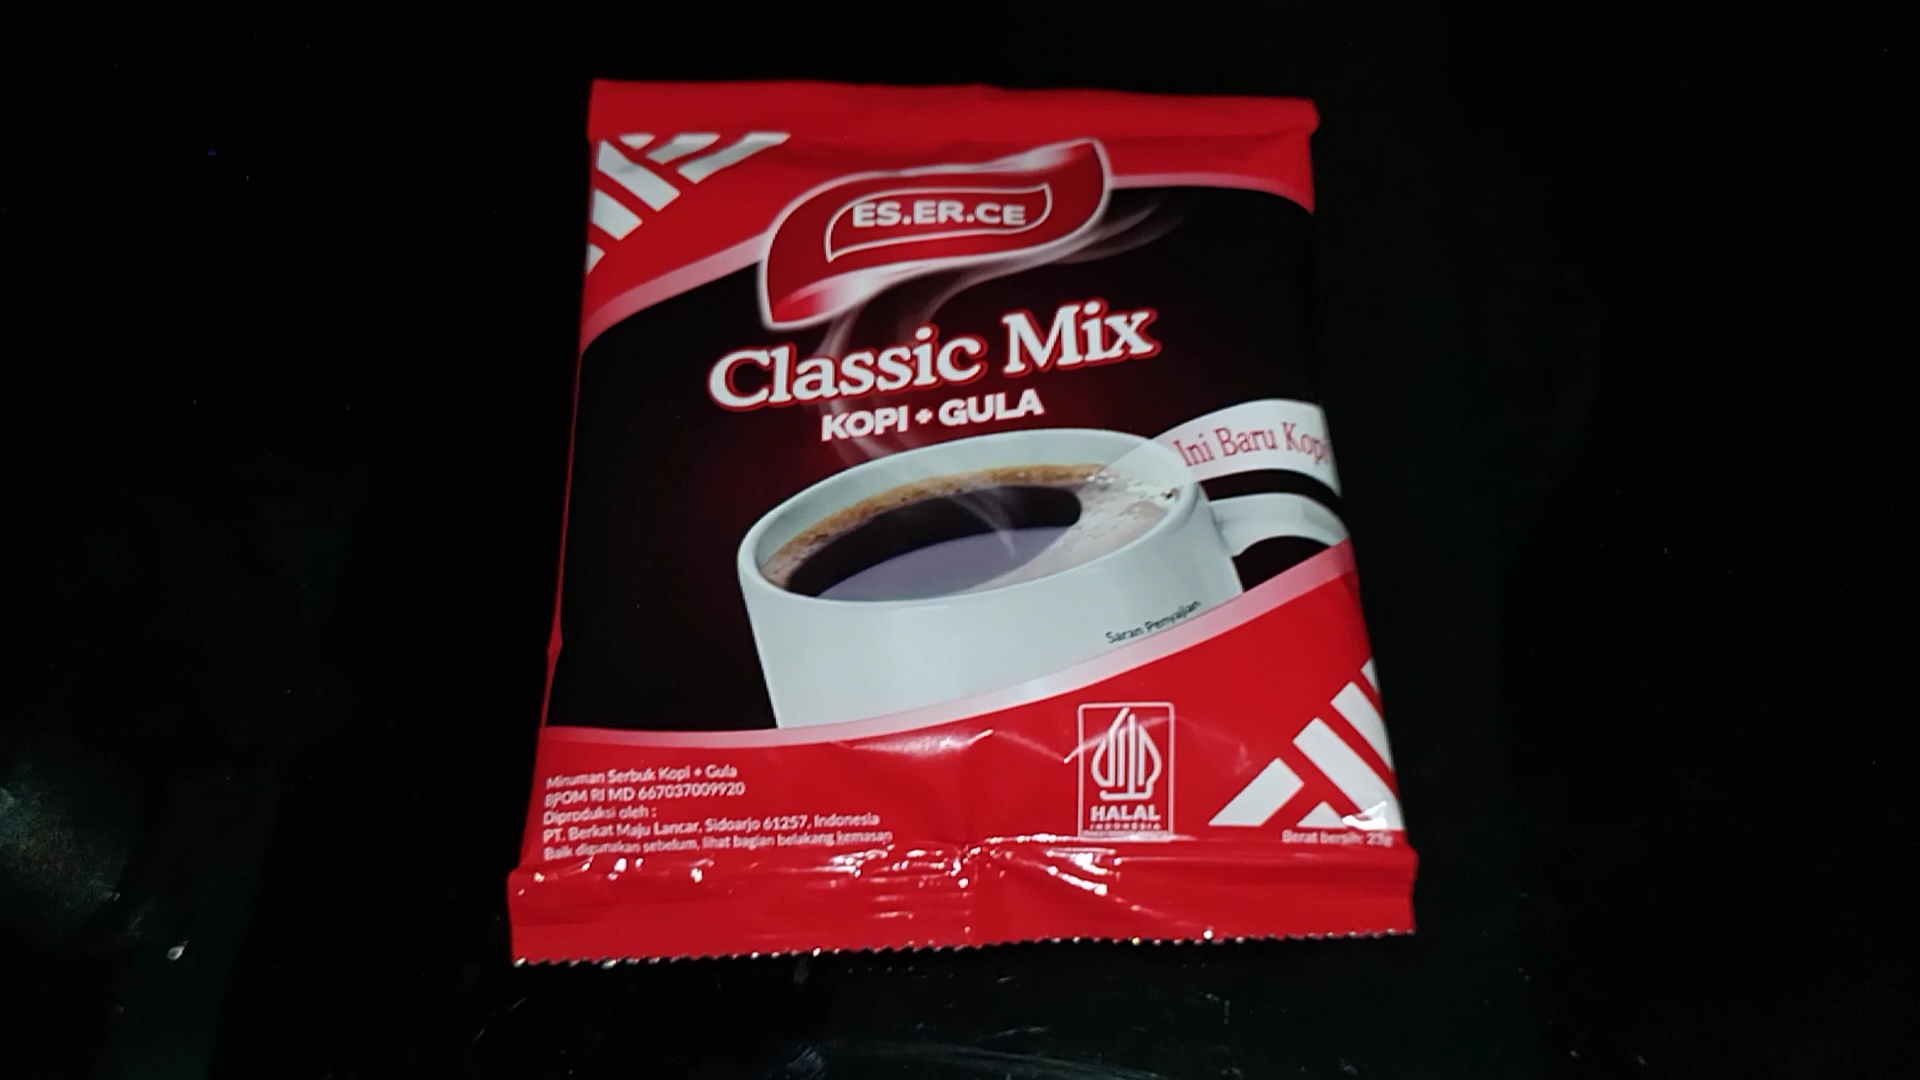 ES.ER.CE
Classic Mix
KOPI + GULA
Ini Baru Kopi
Saran Penyajian
Minuman Serbuk Kopi + Gula
BPOM RI MD 667037009920
Diproduksi oleh :
PT. Berkat Maju Lancar, Sidoarjo 61257, Indonesia
Baik digunakan sebelum, lihat bagian belakang kemasan
HALAL
INDONESIA
Berat bersih: 23g